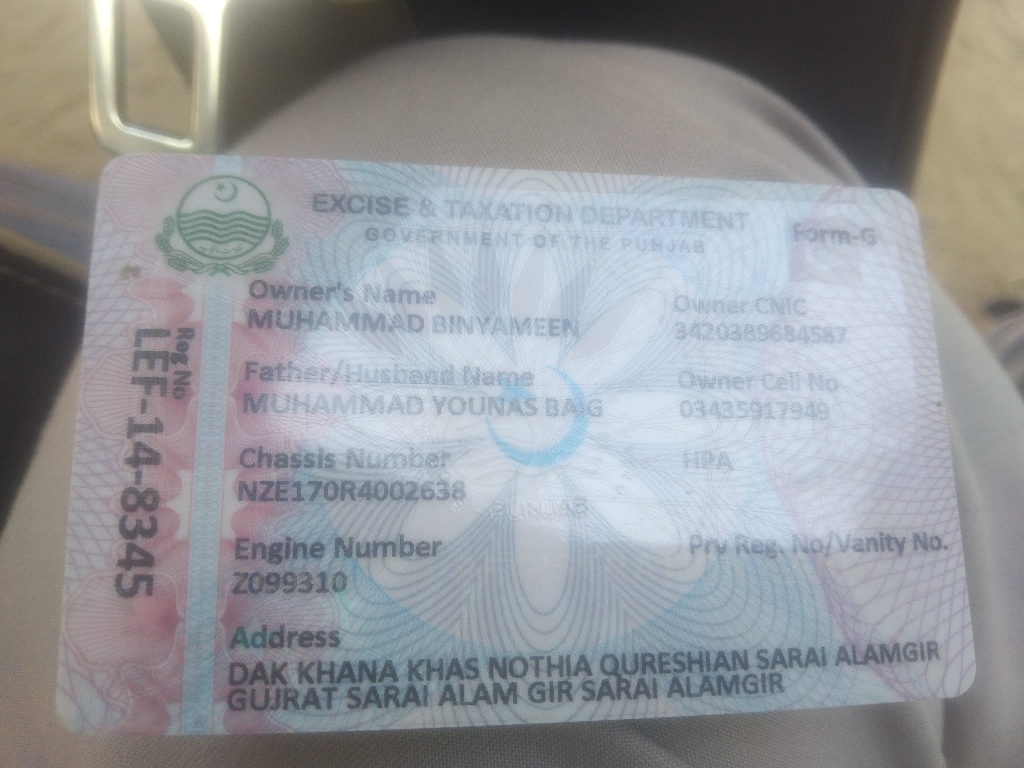 EXCISE & TAXATION DEPARTMENT
GOVERNMENT OF THE PUNJAB
Form-G
Reg No
LEF-14-8345
Owner's Name
MUHAMMAD BINYAMEEN
Owner CNIC
3420389684587
Father/Husband Name
MUHAMMAD YOUNAS BAIG
Owner Cell No
03435917949
Chassis Number
NZE170R4002638
HPA
PUNJAB
Engine Number
Z099310
Prv Reg. No/Vanity No.
Address
DAK KHANA KHAS NOTHIA QURESHIAN SARAI ALAMGIR
GUJRAT SARAI ALAM GIR SARAI ALAMGIR